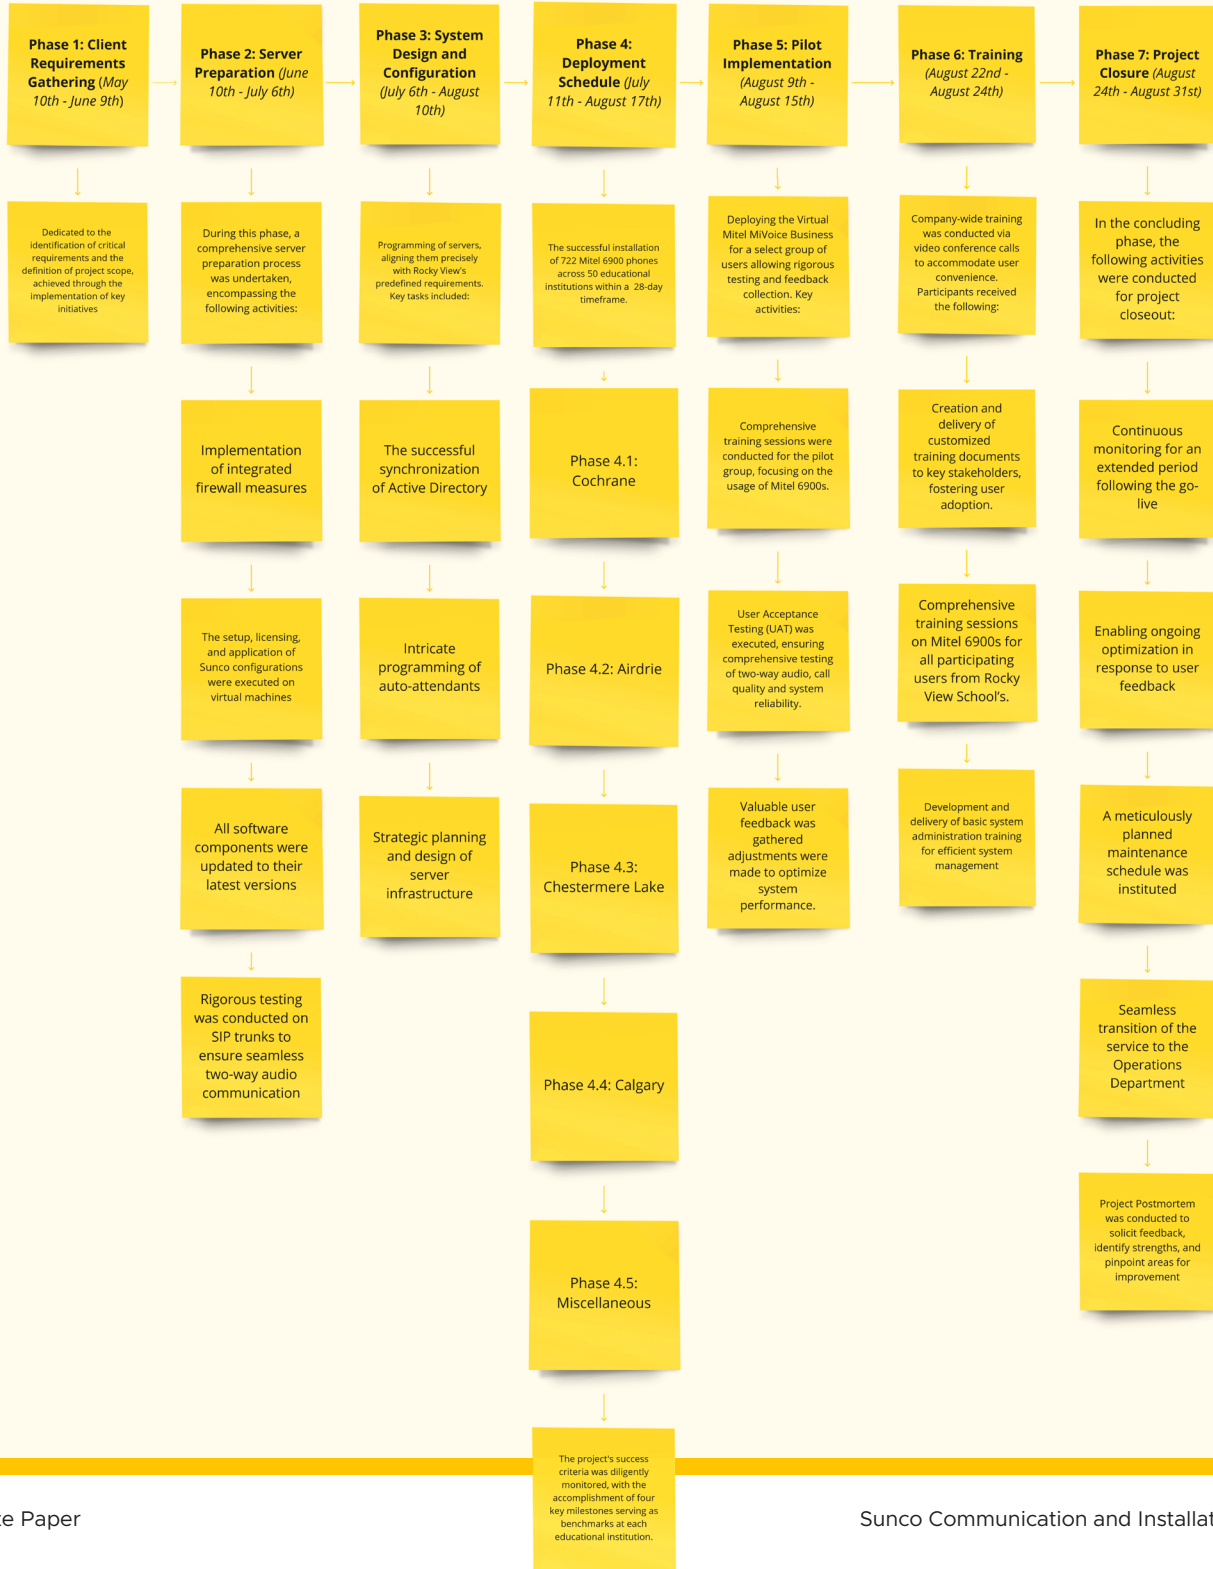 Phase 1: Client
Requirements
Gathering (May
10th - June 9th)
Phase 2: Server
Preparation (June
10th - July 6th)
Phase 3: System
Design and
Configuration
(July 6th - August
10th)
Phase 4:
Deployment
Schedule (July
11th - August 17th)
Phase 5: Pilot
Implementation
(August 9th -
August 15th)
Phase 6: Training
(August 22nd -
August 24th)
Phase 7: Project
Closure (August
24th - August 31st)
Dedicated to the
identification of critical
requirements and the
definition of project scope,
achieved through the
implementation of key
initiatives
During this phase, a
comprehensive server
preparation process
was undertaken,
encompassing the
following activities:
Programming of servers,
aligning them precisely
with Rocky View's
predefined requirements.
Key tasks included:
The successful installation
of 722 Mitel 6900 phones
across 50 educational
institutions within a 28-day
timeframe.
Deploying the Virtual
Mitel MiVoice Business
for a select group of
users allowing rigorous
testing and feedback
collection. Key
activities:
Company-wide training
was conducted via
video conference calls
to accommodate user
convenience.
Participants received
the following:
In the concluding
phase, the
following activities
were conducted
for project
closeout:
Implementation
of integrated
firewall measures
The successful
synchronization
of Active Directory
Phase 4.1:
Cochrane
Comprehensive
training sessions were
conducted for the pilot
group, focusing on the
usage of Mitel 6900s.
Creation and
delivery of
customized
training documents
to key stakeholders,
fostering user
adoption.
Continuous
monitoring for an
extended period
following the go-
live
The setup, licensing,
and application of
Sunco configurations
were executed on
virtual machines
Intricate
programming of
auto-attendants
Phase 4.2: Airdrie
User Acceptance
Testing (UAT) was
executed, ensuring
comprehensive testing
of two-way audio, call
quality and system
reliability.
Comprehensive
training sessions
on Mitel 6900s for
all participating
users from Rocky
View School's.
Enabling ongoing
optimization in
response to user
feedback
All software
components were
updated to their
latest versions
Strategic planning
and design of
server
infrastructure
Phase 4.3:
Chestermere Lake
Valuable user
feedback was
gathered
adjustments were
made to optimize
system
performance.
Development and
delivery of basic system
administration training
for efficient system
management
A meticulously
planned
maintenance
schedule was
instituted
Rigorous testing
was conducted on
SIP trunks to
ensure seamless
two-way audio
communication
Phase 4.4: Calgary
Seamless
transition of the
service to the
Operations
Department
Phase 4.5:
Miscellaneous
Project Postmortem
was conducted to
solicit feedback,
identify strengths, and
pinpoint areas for
improvement
The project's success
criteria was diligently
monitored, with the
accomplishment of four
key milestones serving as
benchmarks at each
educational institution.
te Paper
Sunco Communication and Installat